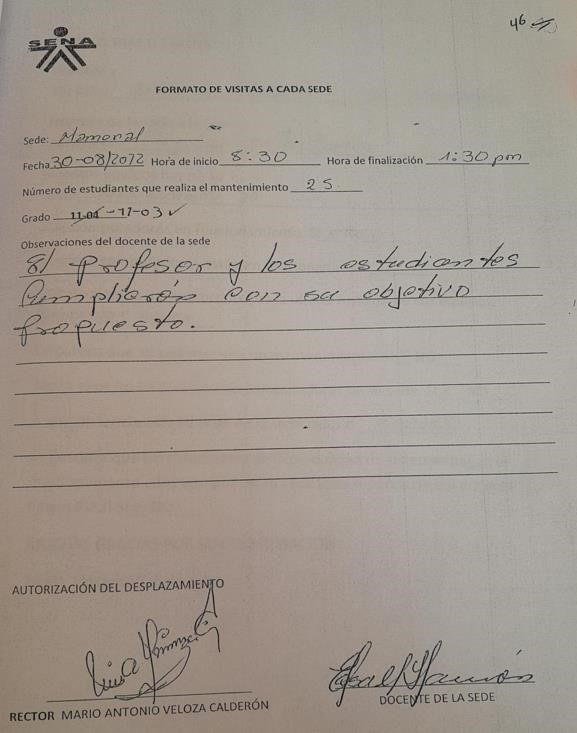 46
SENA
FORMATO DE VISITAS A CADA SEDE
Sede: Mamonal
Fecha 30-08/2012 Hora de inicio 8:30 Hora de finalización 1:30 pm
Número de estudiantes que realiza el mantenimiento 25
Grado 11-04 - 11-03 ✓
Observaciones del docente de la sede
El profesor y los estudiantes
Cumplierón con su objetivo
propuesto.
AUTORIZACIÓN DEL DESPLAZAMIENTO
RECTOR MARIO ANTONIO VELOZA CALDERÓN
DOCENTE DE LA SEDE